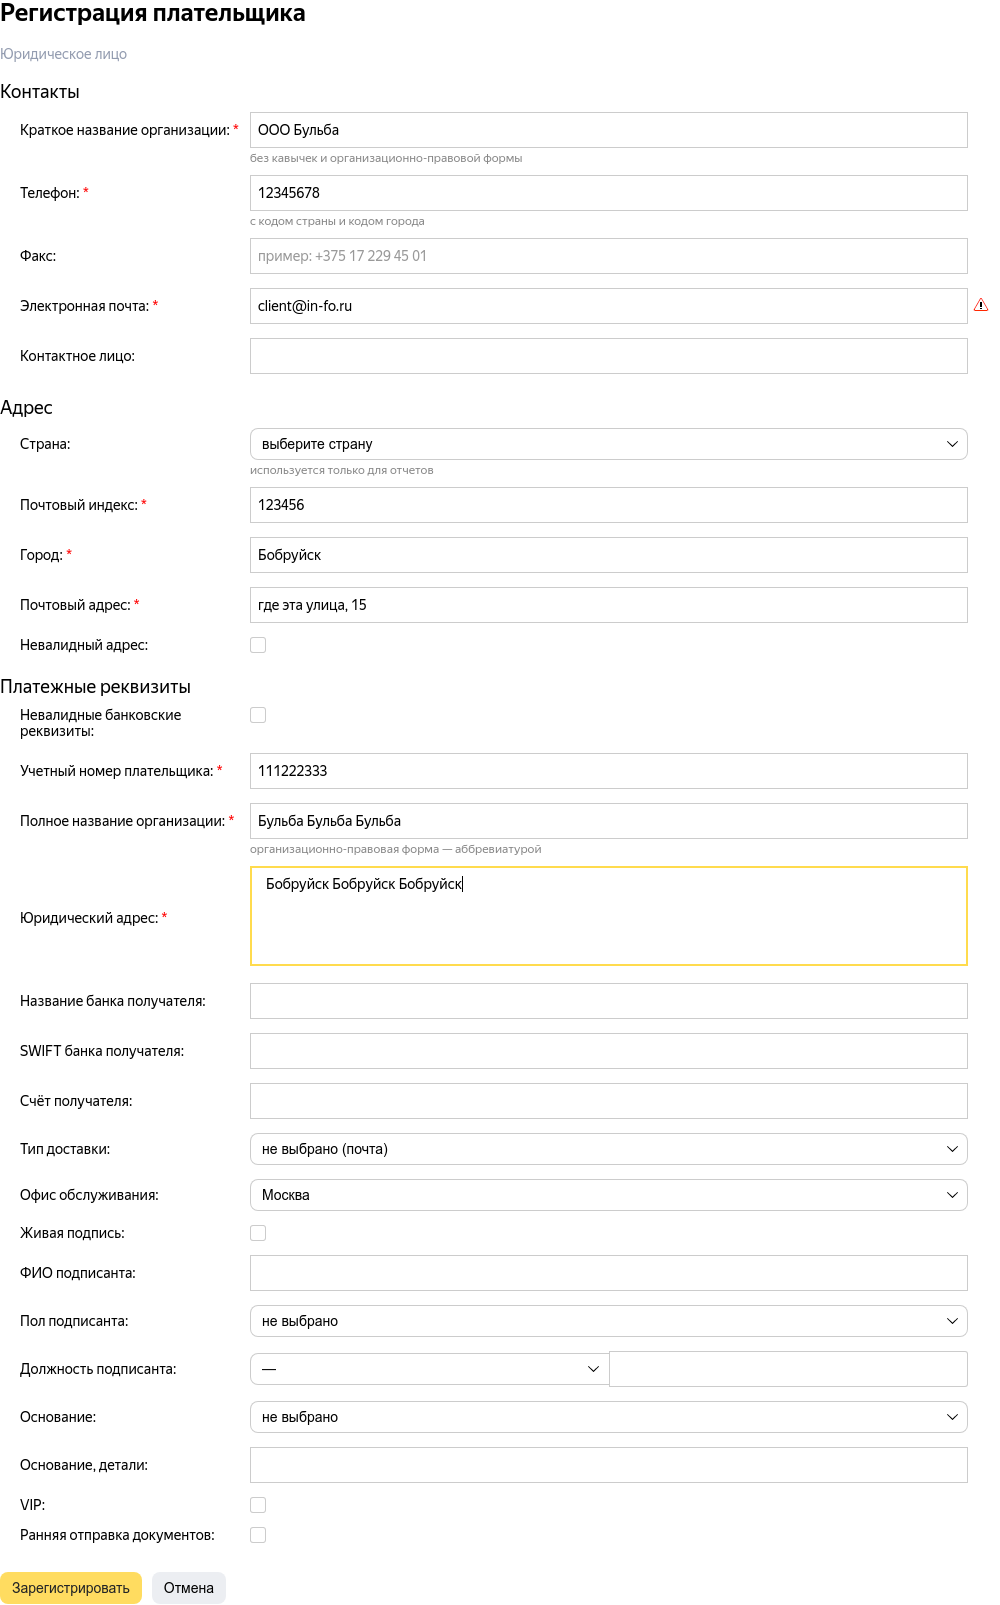 Регистрация плательщика
Юридическое лицо
Контакты
Краткое название организации: * ООО Бульба
без кавычек и организационно-правовой формы
Телефон: * 12345678
с кодом страны и кодом города
Факс: пример: +375 17 229 45 01
Электронная почта: * client@in-fo.ru
Контактное лицо:
Адрес
Страна: выберите страну
используется только для отчетов
Почтовый индекс: * 123456
Город: * Бобруйск
Почтовый адрес: * где эта улица, 15
Невалидный адрес:
Платежные реквизиты
Невалидные банковские
реквизиты:
Учетный номер плательщика: * 111222333
Полное название организации: * Бульба Бульба Бульба
организационно-правовая форма — аббревиатурой
Юридический адрес: * Бобруйск Бобруйск Бобруйск
Название банка получателя:
SWIFT банка получателя:
Счёт получателя:
Тип доставки: не выбрано (почта)
Офис обслуживания: Москва
Живая подпись:
ФИО подписанта:
Пол подписанта: не выбрано
Должность подписанта: —
Основание: не выбрано
Основание, детали:
VIP:
Ранняя отправка документов:
Зарегистрировать Отмена